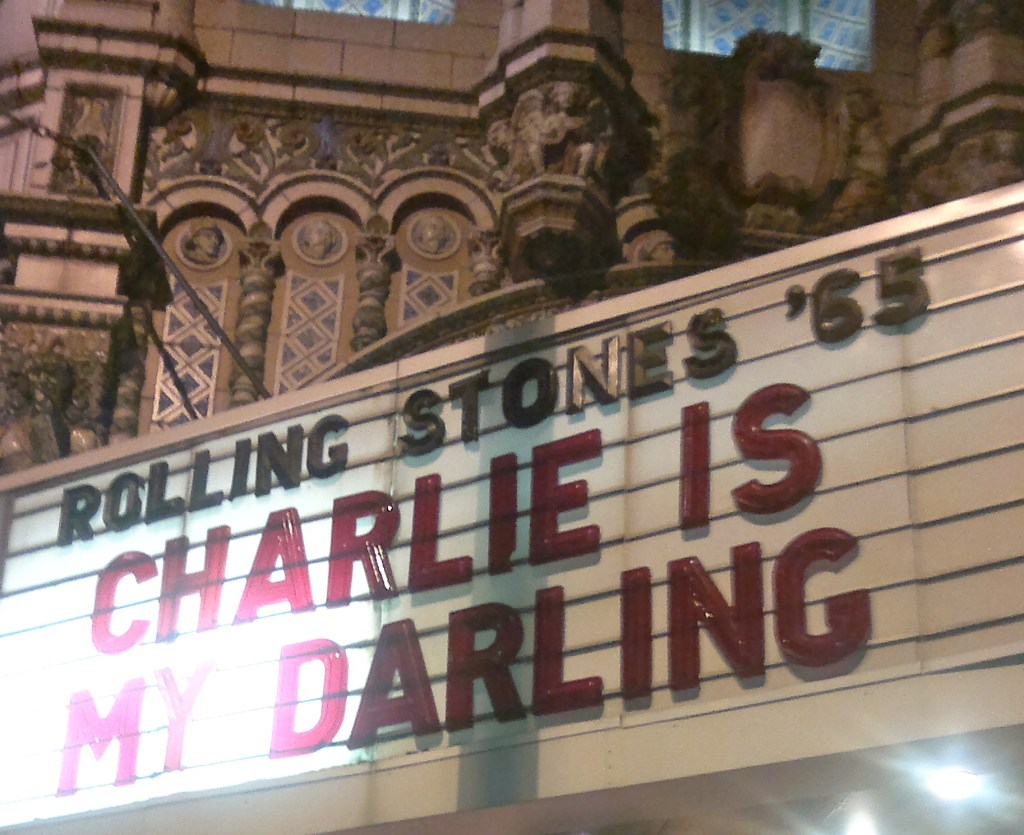 ROLLING STONES '65
CHARLIE IS
MY DARLING